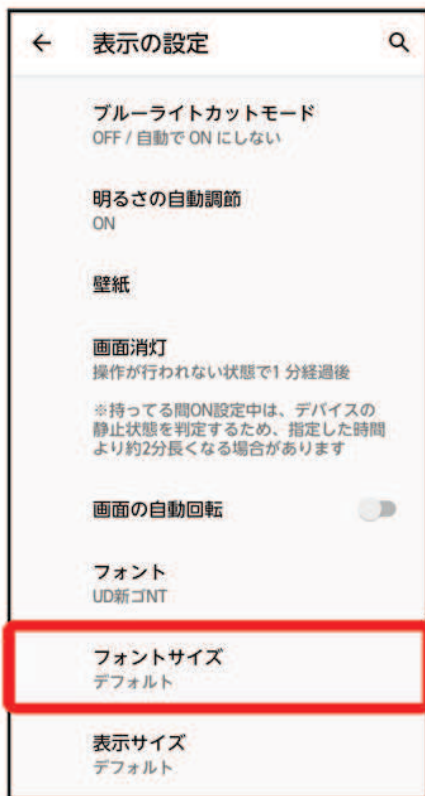 表示の設定
ブルーライトカットモード
OFF / 自動で ON にしない
明るさの自動調節
ON
壁紙
画面消灯
操作が行われない状態で1 分経過後
※持ってる間ON設定中は、デバイスの
静止状態を判定するため、指定した時間
より約2分長くなる場合があります
画面の自動回転
フォント
UD新ゴNT
フォントサイズ
デフォルト
表示サイズ
デフォルト